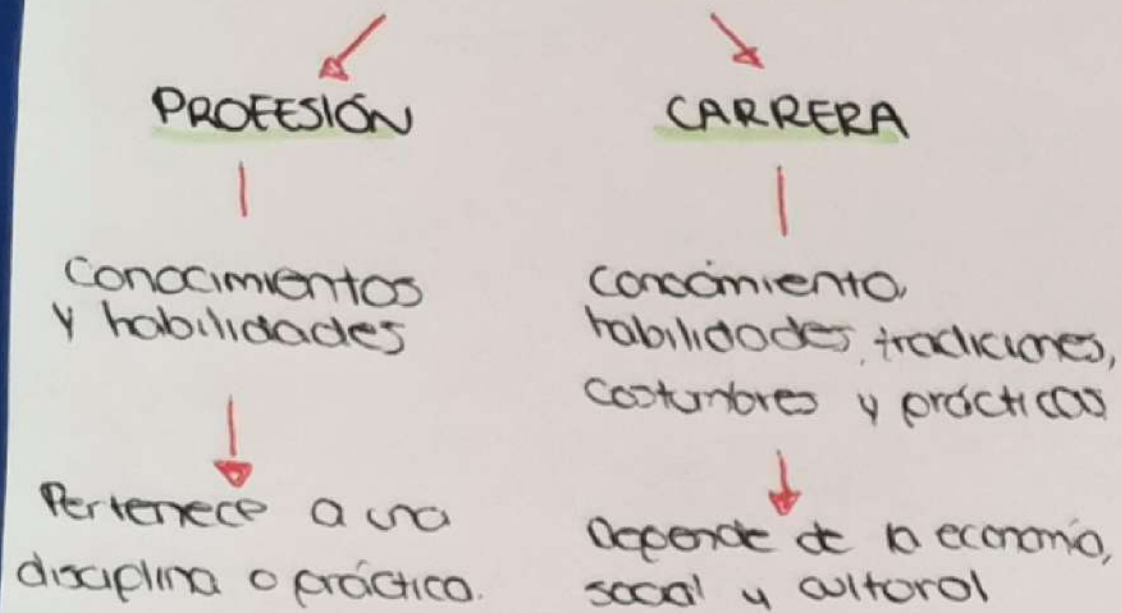 PROFESIÓN
Conocimientos
y habilidades
Pertenece a una
disciplina o práctica.
CARRERA
conocimiento,
habilidades, tradiciones,
costumbres y prácticas
Depende de la economía,
social y cultural